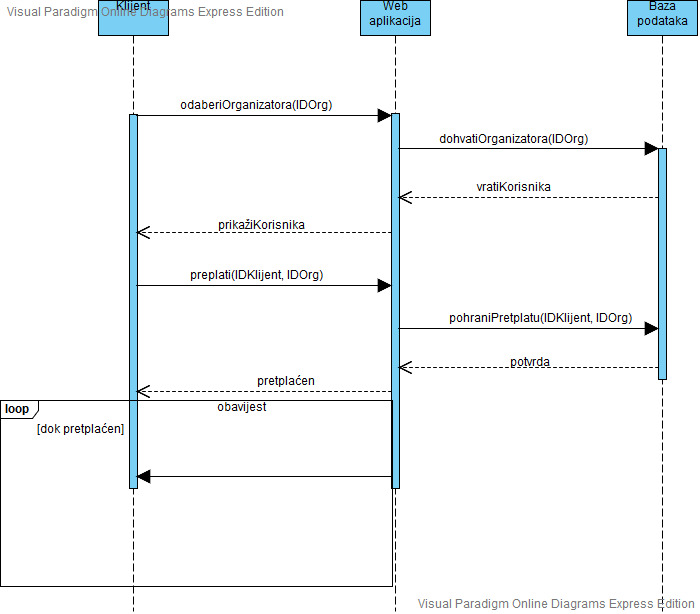 Visual Paradigm Online Diagrams Express Edition
Klijent
Web
aplikacija
Baza
podataka
odaberiOrganizatora(IDOrg)
dohvatiOrganizatora(IDOrg)
vratiKorisnika
prikažiKorisnika
preplati(IDKlijent, IDOrg)
pohraniPretplatu(IDKlijent, IDOrg)
potvrda
pretplaćen
loop
obavijest
[dok pretplaćen]
Visual Paradigm Online Diagrams Express Edition